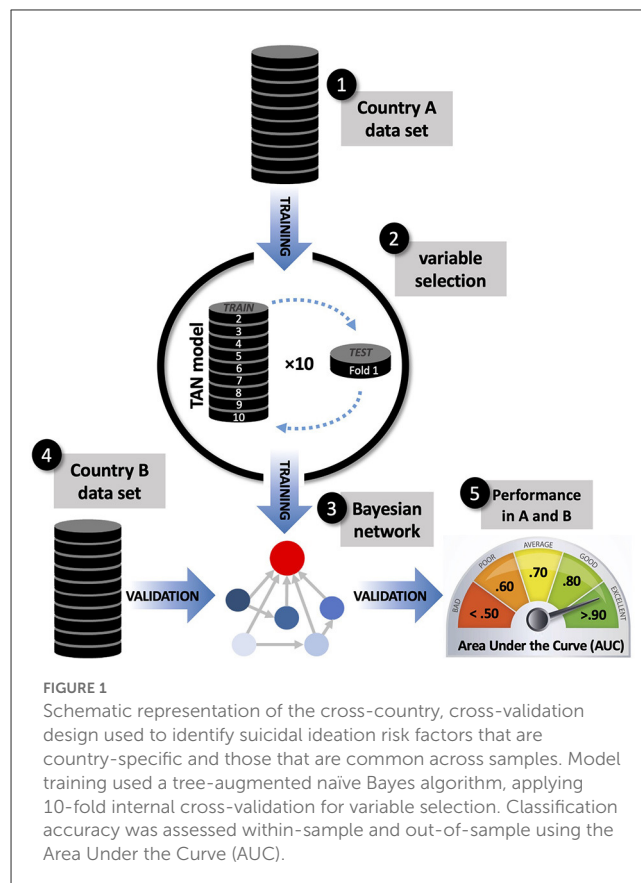 1
Country A
data set
TRAINING
2
variable
selection
TAN model
TRAIN
2
3
4
5
6
7
8
9
10
×10
TEST
Fold 1
TRAINING
4
Country B
data set
VALIDATION
3
Bayesian
network
VALIDATION
5
Performance
in A and B
BAD
POOR
AVERAGE
GOOD
EXCELLENT
< .50
.60
.70
.80
>.90
Area Under the Curve (AUC)
FIGURE 1
Schematic representation of the cross-country, cross-validation
design used to identify suicidal ideation risk factors that are
country-specific and those that are common across samples. Model
training used a tree-augmented naïve Bayes algorithm, applying
10-fold internal cross-validation for variable selection. Classification
accuracy was assessed within-sample and out-of-sample using the
Area Under the Curve (AUC).